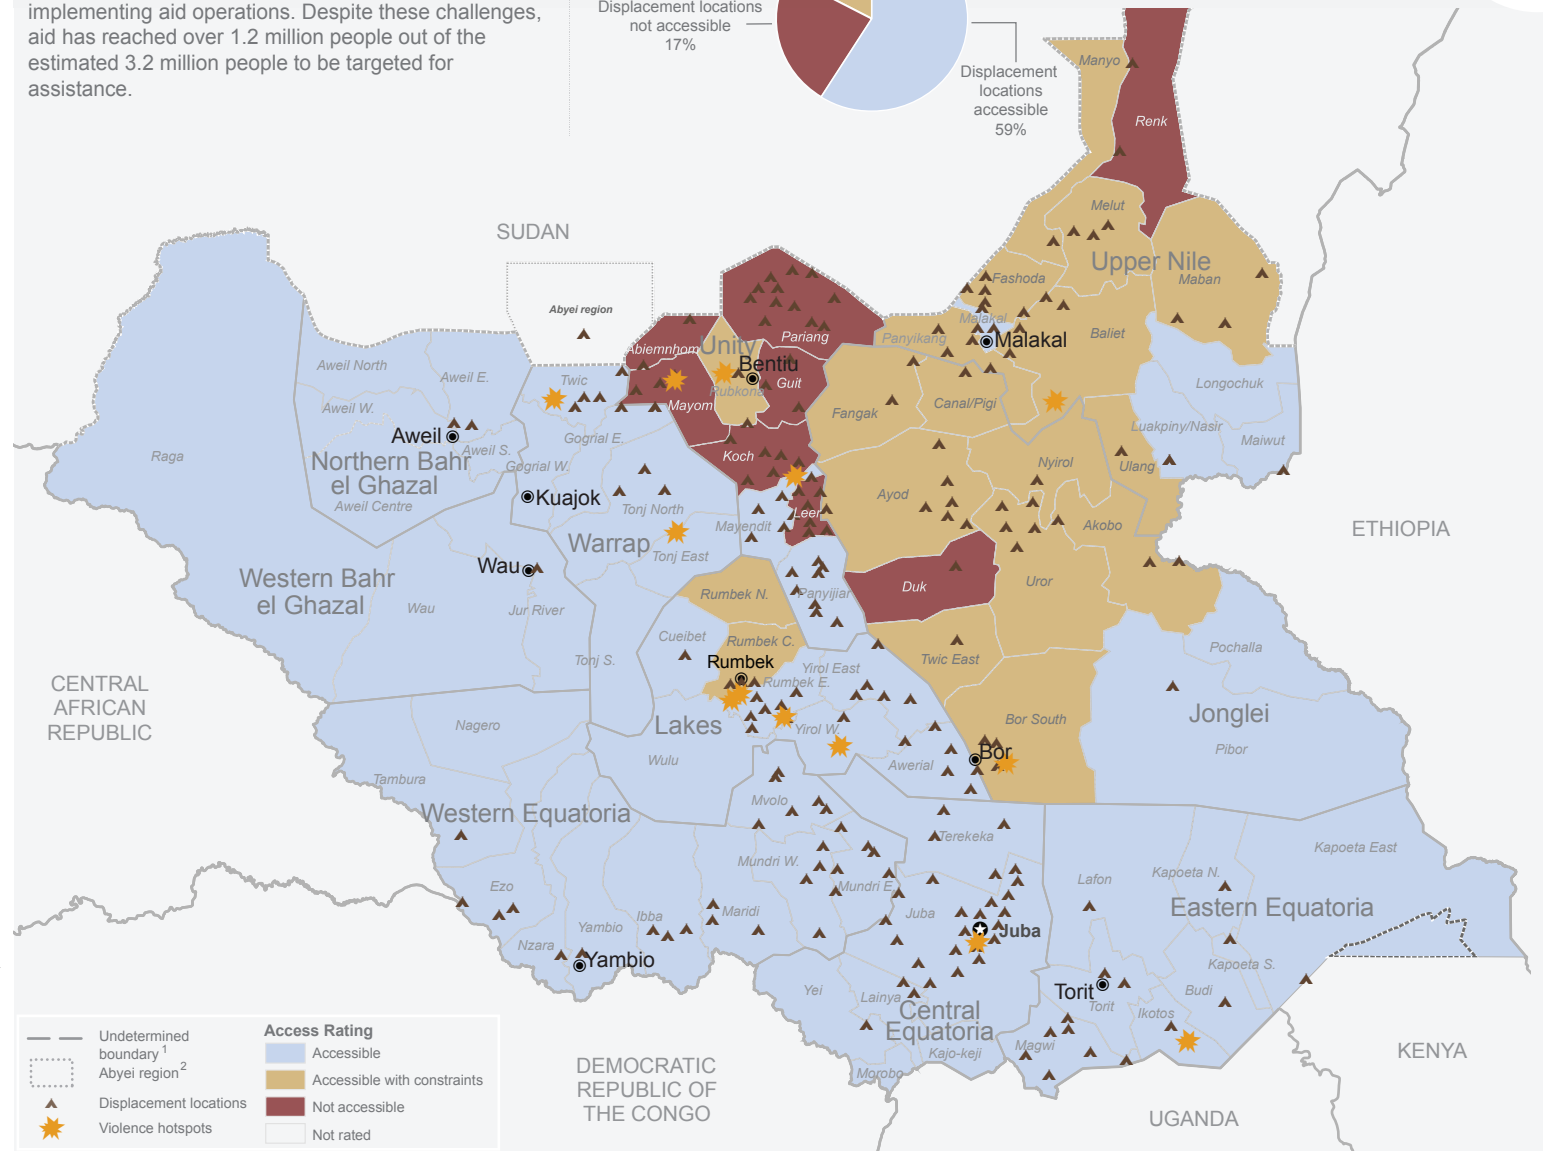 implementing aid operations. Despite these challenges,
aid has reached over 1.2 million people out of the
estimated 3.2 million people to be targeted for
assistance.
Displacement locations
not accessible
17%
Displacement
locations
accessible
59%
Manyo
Renk
Melut
Upper Nile
Maban
Fashoda
Malakal
Malakal
Panyikang
Baliet
Longochuk
Luakpiny/Nasir
Maiwut
Ulang
SUDAN
Abyei region
Abiemnhom
Unity
Pariang
Bentiu
Rubkona
Guit
Mayom
Koch
Leer
Mayendit
Panyijiar
Fangak
Canal/Pigi
Nyirol
Ayod
Akobo
Duk
Uror
Twic East
Bor South
Bor
Pochalla
Jonglei
Pibor
ETHIOPIA
Aweil North
Aweil E.
Aweil W.
Aweil
Aweil S.
Northern Bahr
el Ghazal
Aweil Centre
Raga
Twic
Gogrial E.
Gogrial W.
Kuajok
Tonj North
Warrap
Tonj East
Tonj S.
Wau
Western Bahr
el Ghazal
Wau
Jur River
Rumbek N.
Cueibet
Rumbek C.
Rumbek
Rumbek E.
Yirol East
Lakes
Yirol W.
Wulu
Awerial
CENTRAL
AFRICAN
REPUBLIC
Nagero
Tambura
Western Equatoria
Mvolo
Mundri W.
Mundri E.
Ezo
Yambio
Ibba
Maridi
Nzara
Yambio
Terekeka
Juba
Juba
Yei
Lainya
Central
Equatoria
Kajo-keji
Morobo
Lafon
Kapoeta N.
Kapoeta East
Eastern Equatoria
Kapoeta S.
Budi
Torit
Torit
Ikotos
Magwi
DEMOCRATIC
REPUBLIC OF
THE CONGO
UGANDA
KENYA
Undetermined
boundary 1
Abyei region 2
Displacement locations
Violence hotspots
Access Rating
Accessible
Accessible with constraints
Not accessible
Not rated